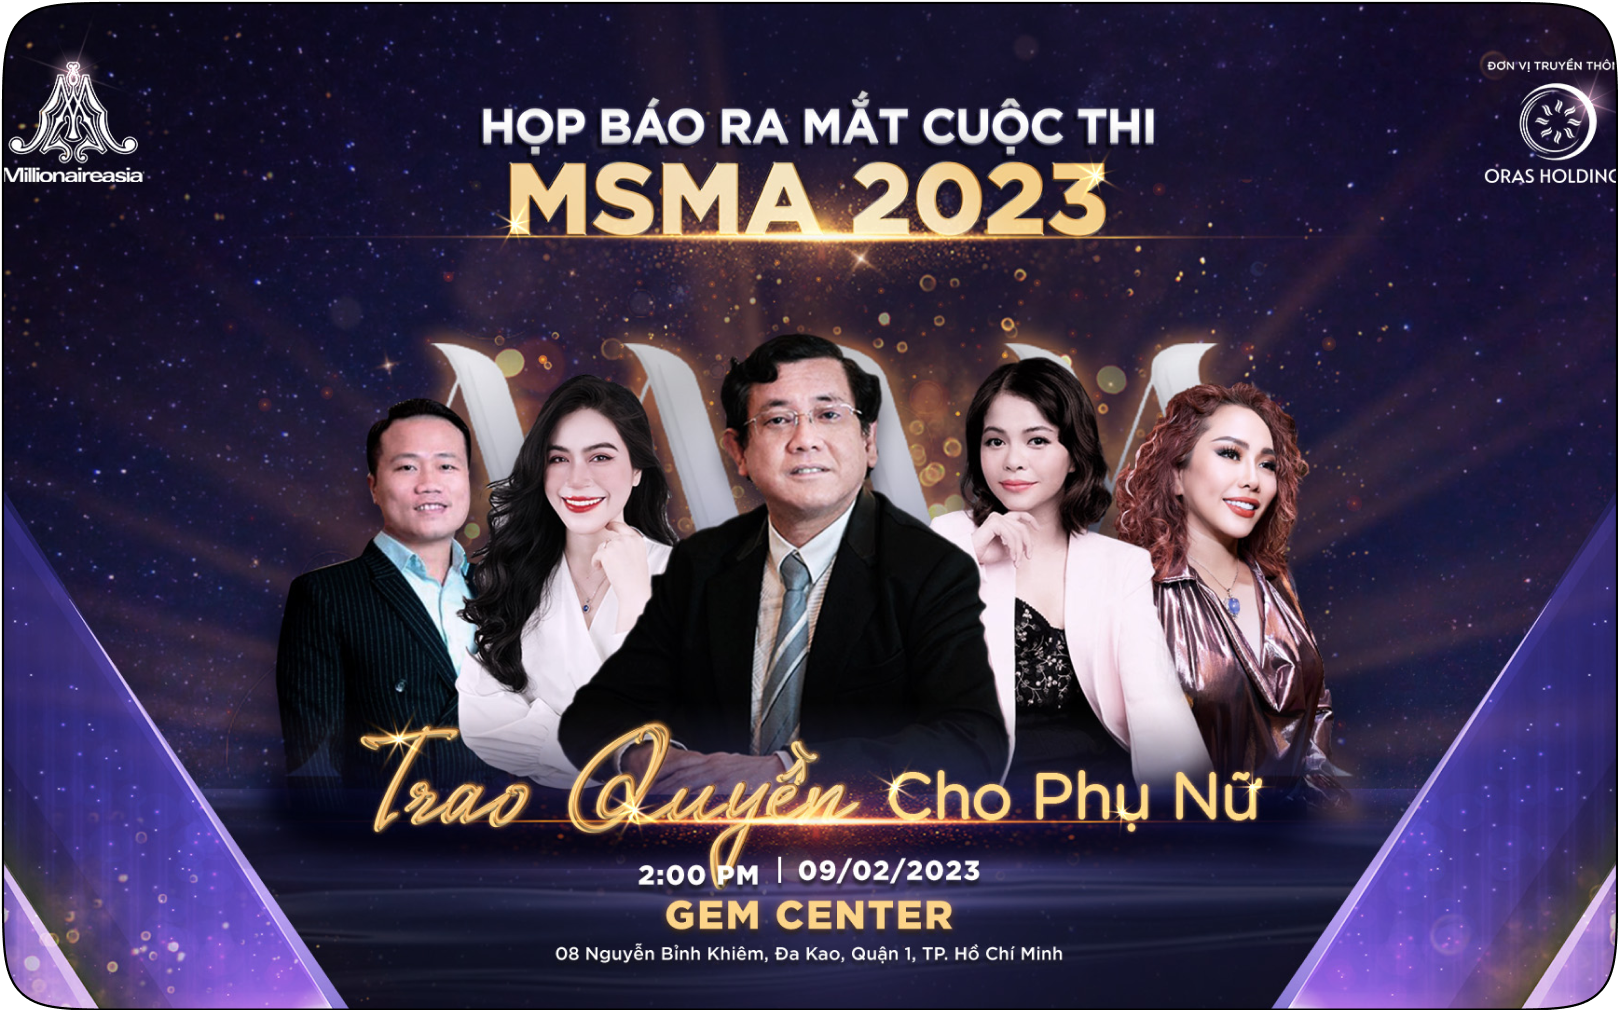 Millionaireasia
ĐƠN VỊ TRUYỀN THÔN
ORAS HOLDING
HỌP BÁO RA MẮT CUỘC THI
MSMA 2023
Trao Quyền Cho Phụ Nữ
2:00 PM | 09/02/2023
GEM CENTER
08 Nguyễn Bỉnh Khiêm, Đa Kao, Quận 1, TP. Hồ Chí Minh